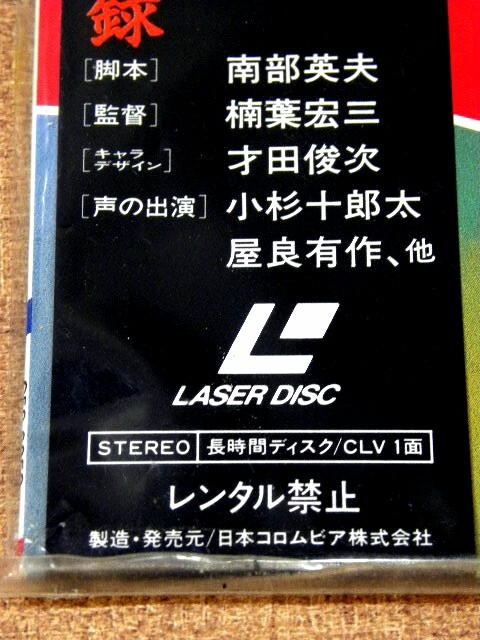 録
[脚本] 南部英夫
[監督] 楠葉宏三
[キャラデザイン] 才田俊次
[声の出演] 小杉十郎太
屋良有作、他
LASER DISC
STEREO 長時間ディスク/CLV 1面
レンタル禁止
製造・発売元/日本コロムビア株式会社